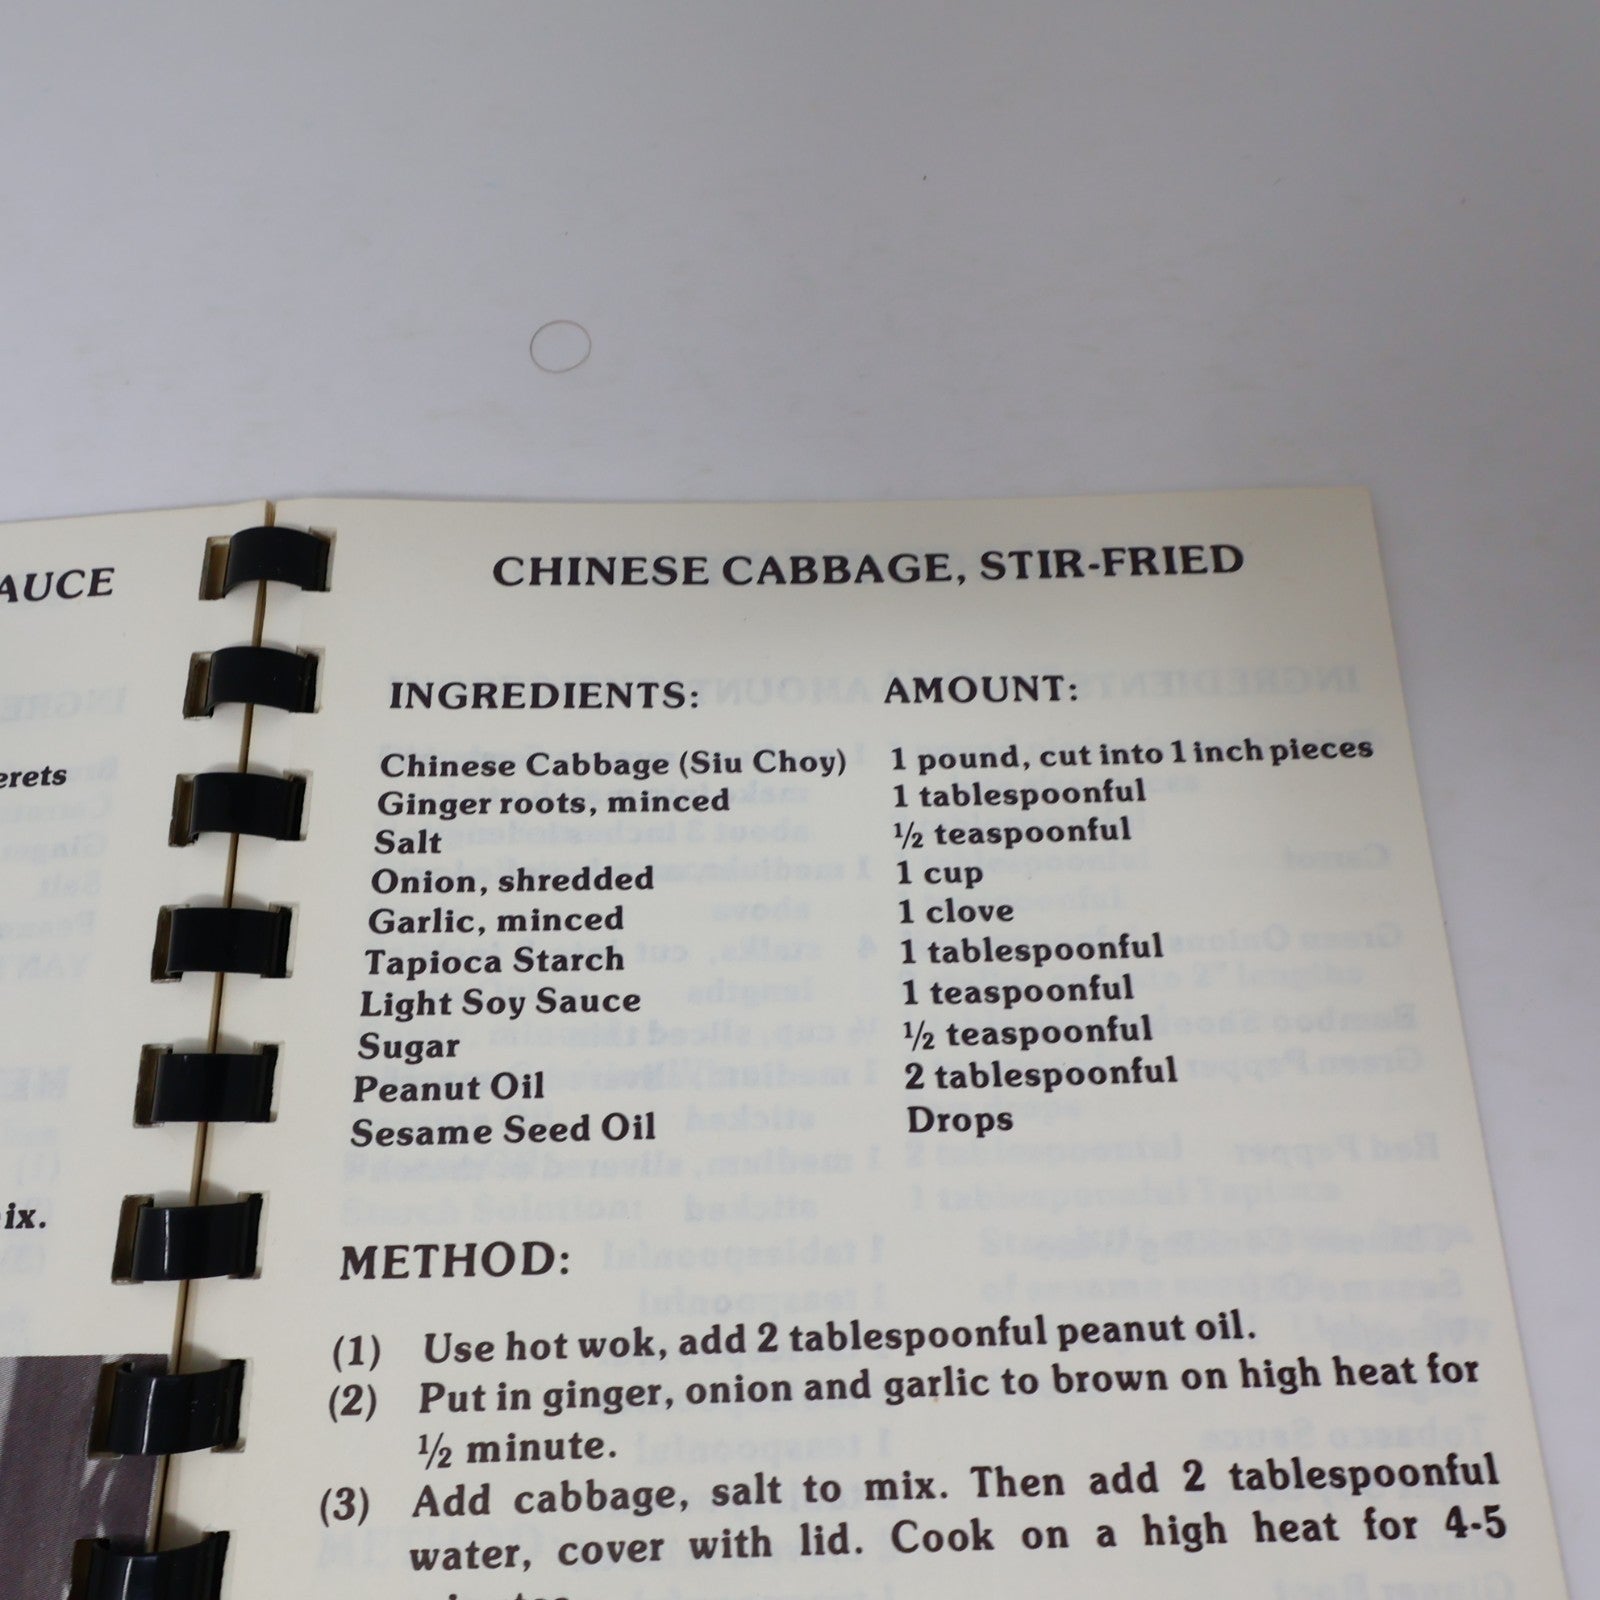 AUCE
erets
ix.
CHINESE CABBAGE, STIR-FRIED
INGREDIENTS: AMOUNT:
Chinese Cabbage (Siu Choy) 1 pound, cut into 1 inch pieces
Ginger roots, minced 1 tablespoonful
Salt ½ teaspoonful
Onion, shredded 1 cup
Garlic, minced 1 clove
Tapioca Starch 1 tablespoonful
Light Soy Sauce 1 teaspoonful
Sugar ½ teaspoonful
Peanut Oil 2 tablespoonful
Sesame Seed Oil Drops
METHOD:
(1) Use hot wok, add 2 tablespoonful peanut oil.
(2) Put in ginger, onion and garlic to brown on high heat for
½ minute.
(3) Add cabbage, salt to mix. Then add 2 tablespoonful
water, cover with lid. Cook on a high heat for 4-5